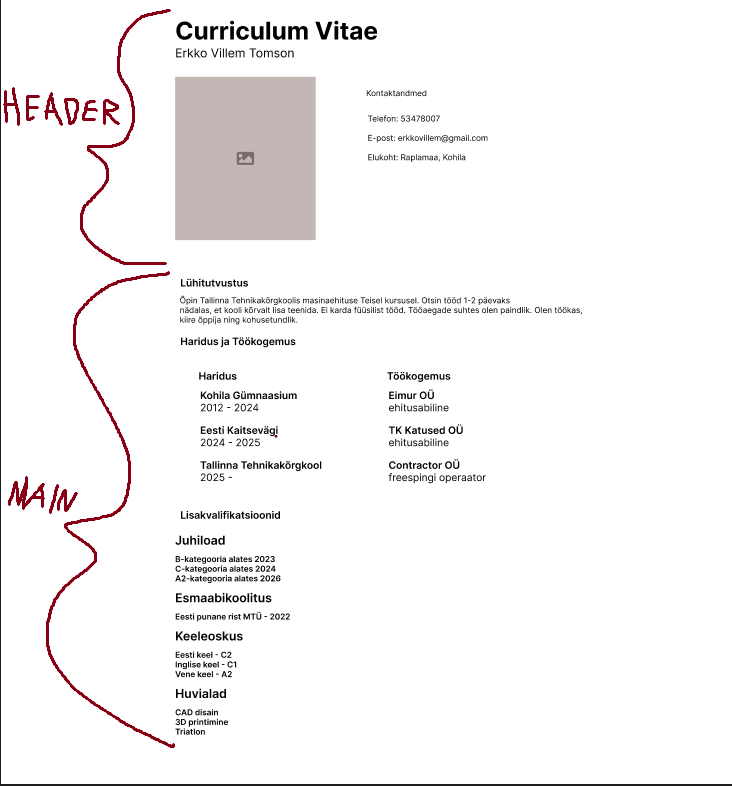 Curriculum Vitae
Erkko Villem Tomson
HEADER
Kontaktandmed
Telefon: 53478007
E-post: erkkovillem@gmail.com
Elukoht: Raplamaa, Kohila
Lühitutvustus
Õpin Tallinna Tehnikakõrgkoolis masinaehituse Teisel kursusel. Otsin tööd 1-2 päevaks
nädalas, et kooli kõrvalt lisa teenida. Ei karda füüsilist tööd. Tööaegade suhtes olen paindlik. Olen töökas,
kiire õppija ning kohusetundlik.
Haridus ja Töökogemus
Haridus
Kohila Gümnaasium
2012 - 2024
Eesti Kaitsevägi
2024 - 2025
Tallinna Tehnikakõrgkool
2025 -
Töökogemus
Eimur OÜ
ehitusabiline
TK Katused OÜ
ehitusabiline
Contractor OÜ
freespingi operaator
MAIN
Lisakvalifikatsioonid
Juhiload
B-kategooria alates 2023
C-kategooria alates 2024
A2-kategooria alates 2026
Esmaabikoolitus
Eesti punane rist MTÜ - 2022
Keeleoskus
Eesti keel - C2
Inglise keel - C1
Vene keel - A2
Huvialad
CAD disain
3D printimine
Triatlon